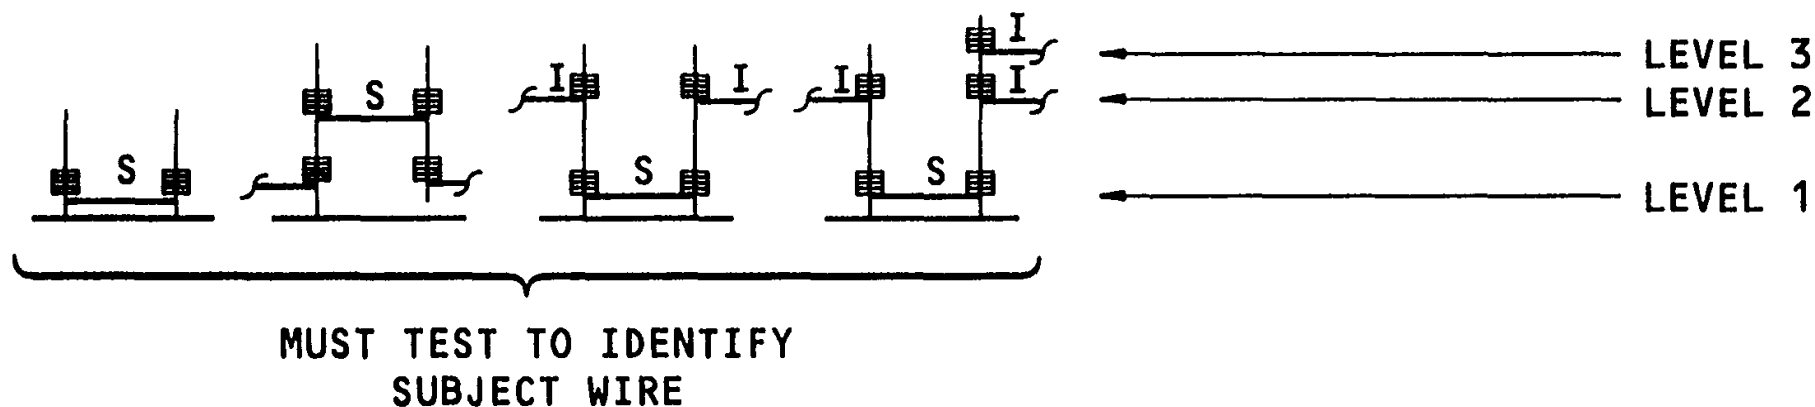 I
LEVEL 3
S I I I I
LEVEL 2
S S S
LEVEL 1
MUST TEST TO IDENTIFY
SUBJECT WIRE